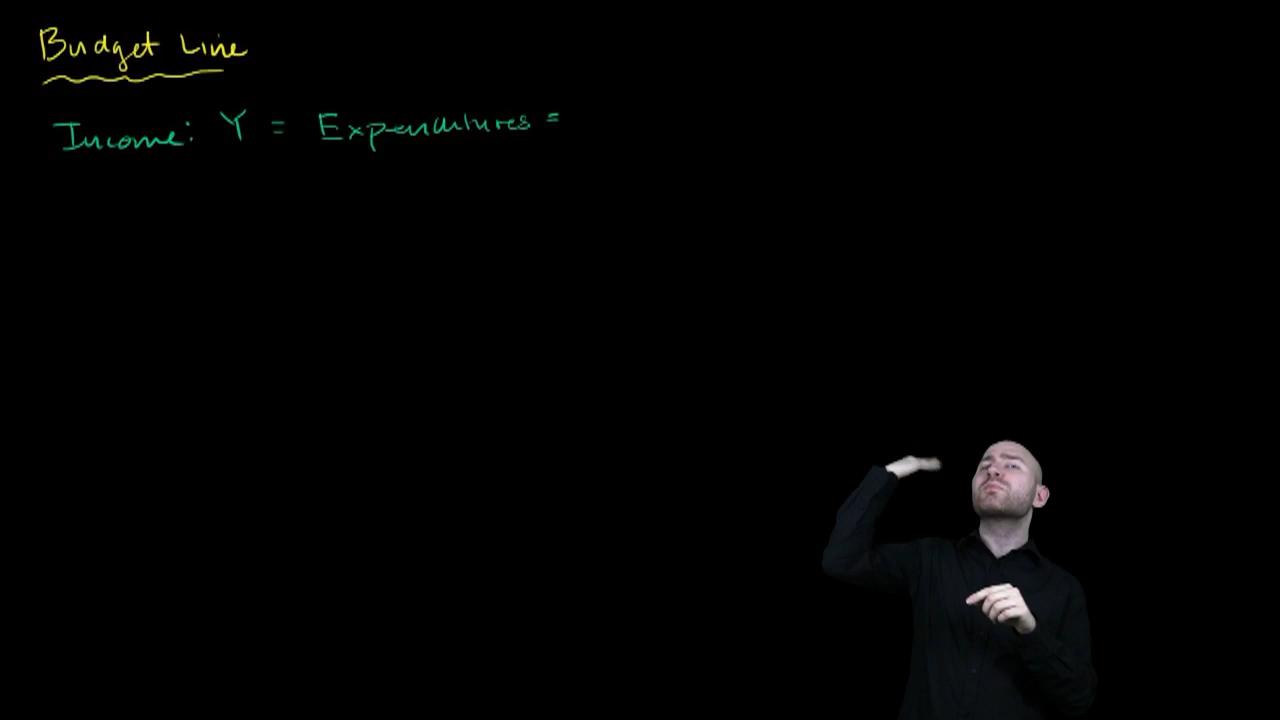 Budget Line
Income: Y = Expenditures =